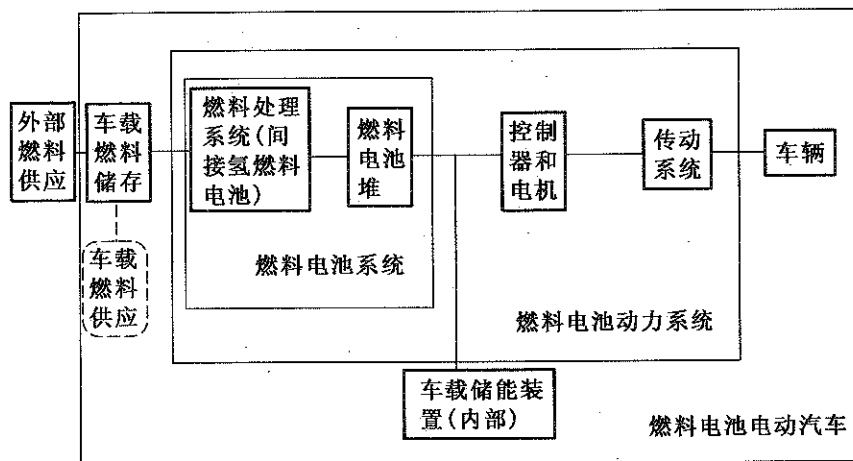 外部
燃料
供应
车载
燃料
储存
车载
燃料
供应
燃料处理
系统(间
接氢燃料
电池)
燃料
电池
堆
燃料电池系统
控制
器和
电机
传动
系统
车辆
燃料电池动力系统
车载储能装
置(内部)
燃料电池电动汽车